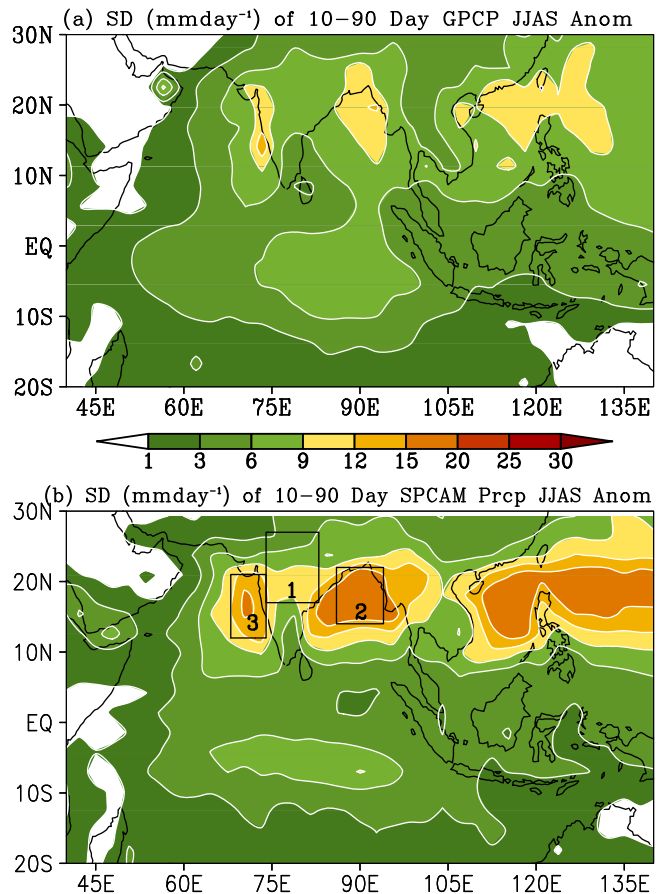 (a) SD (mmday⁻¹) of 10−90 Day GPCP JJAS Anom
30N
20N
10N
EQ
10S
20S
45E 60E 75E 90E 105E 120E 135E
1 3 6 9 12 15 20 25 30
(b) SD (mmday⁻¹) of 10−90 Day SPCAM Prcp JJAS Anom
30N
20N
1
2
3
10N
EQ
10S
20S
45E 60E 75E 90E 105E 120E 135E